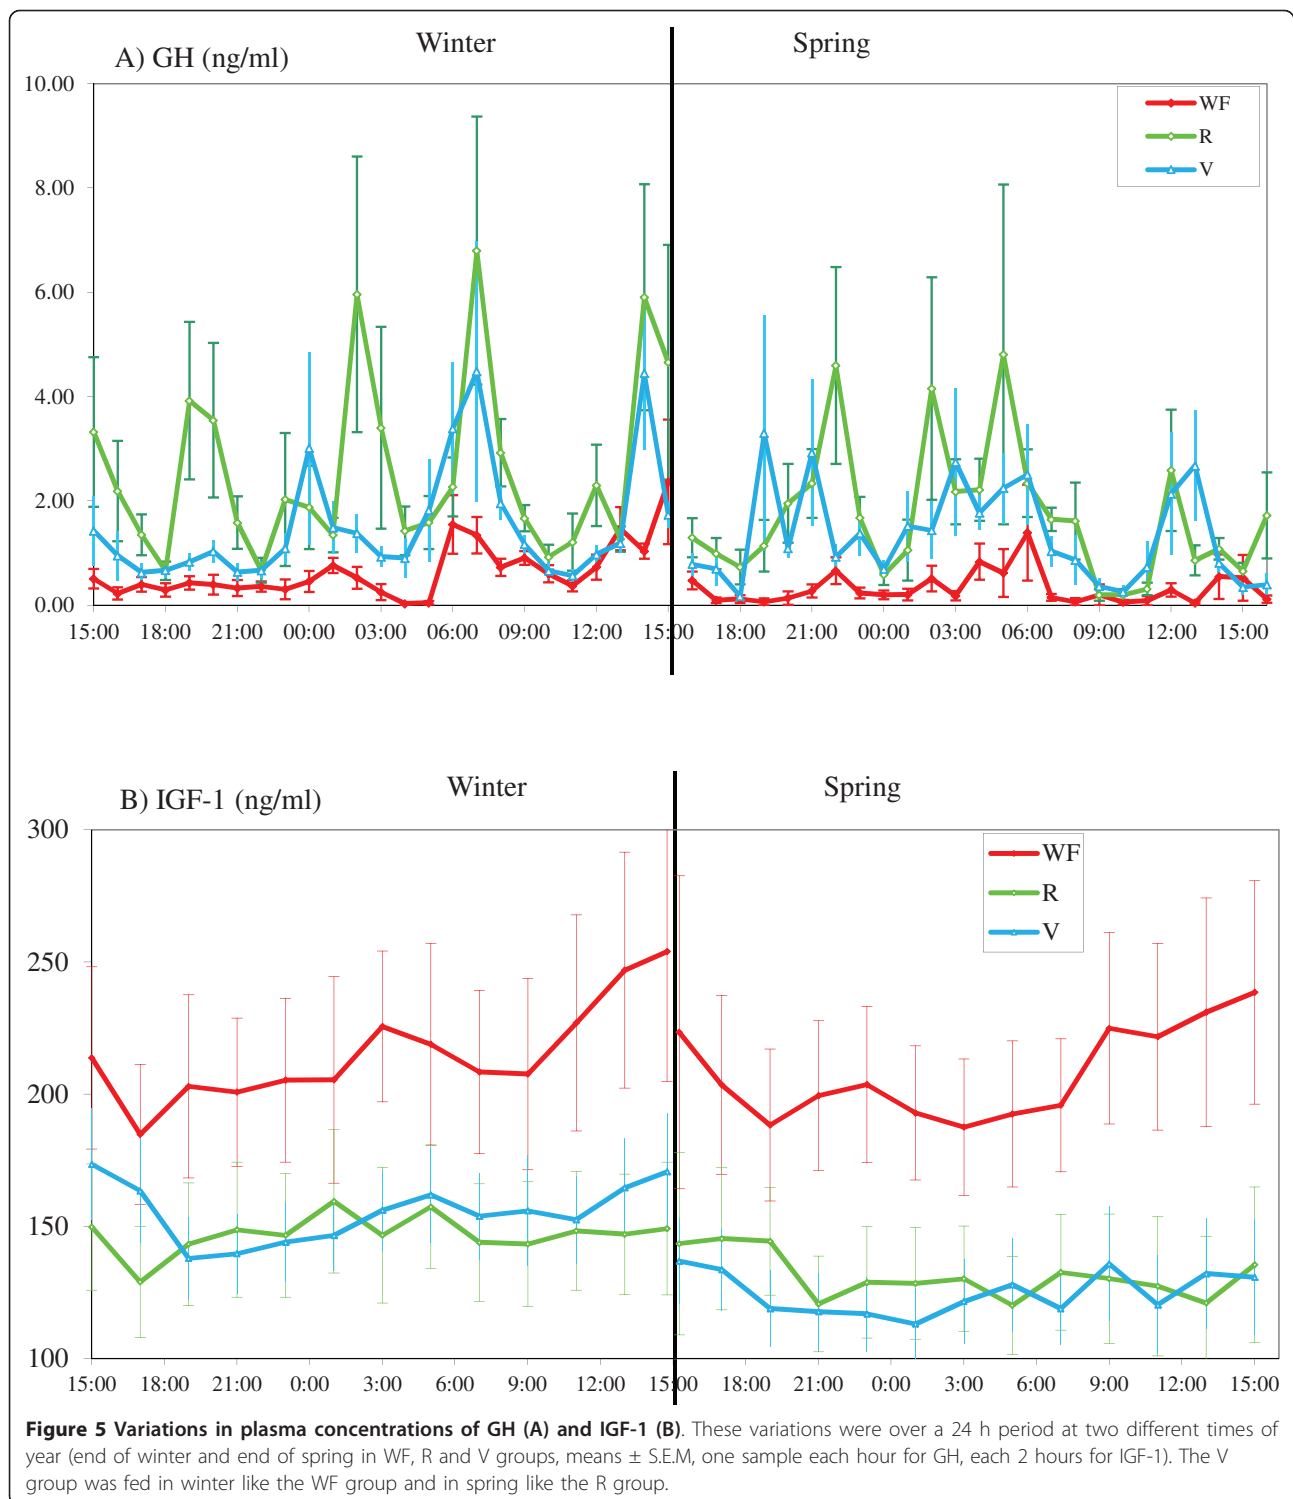 Winter
Spring
A) GH (ng/ml)
10.00
8.00
6.00
4.00
2.00
0.00
WF
R
V
15:00 18:00 21:00 00:00 03:00 06:00 09:00 12:00 15:00 18:00 21:00 00:00 03:00 06:00 09:00 12:00 15:00
Winter
Spring
B) IGF-1 (ng/ml)
300
250
200
150
100
WF
R
V
15:00 18:00 21:00 0:00 3:00 6:00 9:00 12:00 15:00 18:00 21:00 0:00 3:00 6:00 9:00 12:00 15:00
Figure 5 Variations in plasma concentrations of GH (A) and IGF-1 (B). These variations were over a 24 h period at two different times of
year (end of winter and end of spring in WF, R and V groups, means ± S.E.M, one sample each hour for GH, each 2 hours for IGF-1). The V
group was fed in winter like the WF group and in spring like the R group.